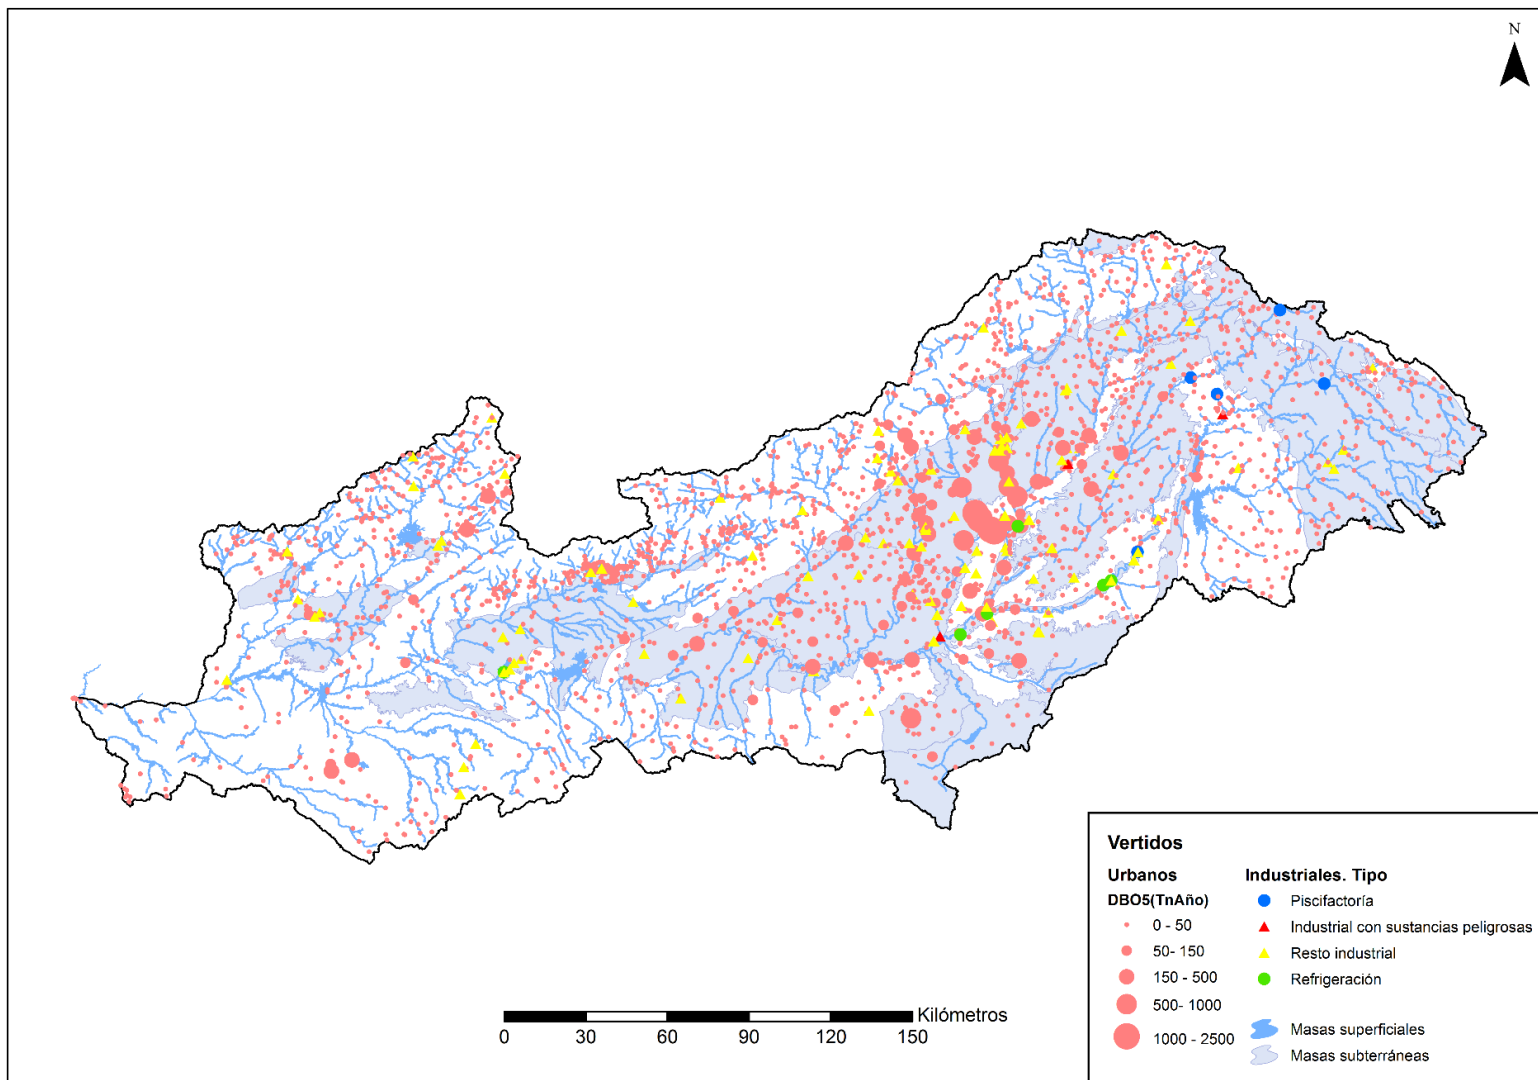 N
Vertidos
Urbanos
DBO5(TnAño)
0 - 50
50- 150
150 - 500
500- 1000
1000 - 2500
Industriales. Tipo
Piscifactoría
Industrial con sustancias peligrosas
Resto industrial
Refrigeración
Masas superficiales
Masas subterráneas
Kilómetros
0 30 60 90 120 150